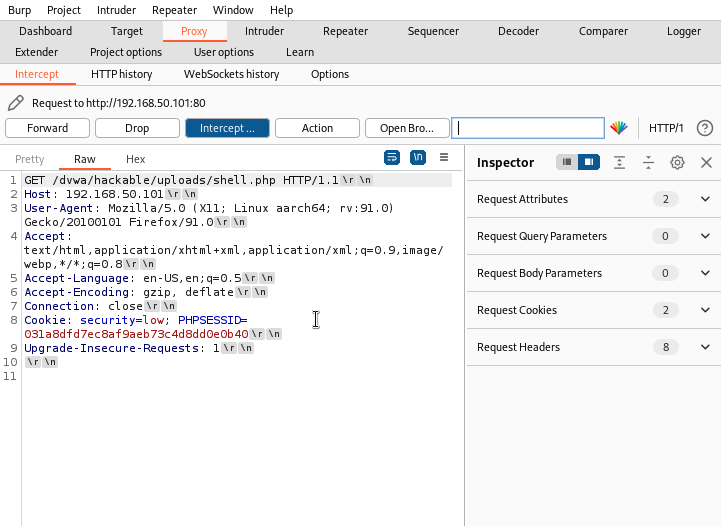 Burp Project Intruder Repeater Window Help
Dashboard Target Proxy Intruder Repeater Sequencer Decoder Comparer Logger
Extender Project options User options Learn
Intercept HTTP history WebSockets history Options
Request to http://192.168.50.101:80
Forward Drop Intercept ... Action Open Bro... HTTP/1 ?
Pretty Raw Hex \n
Inspector
1 GET /dvwa/hackable/uploads/shell.php HTTP/1.1 \r \n
2 Host: 192.168.50.101 \r \n
3 User-Agent: Mozilla/5.0 (X11; Linux aarch64; rv:91.0)
Gecko/20100101 Firefox/91.0 \r \n
4 Accept:
text/html,application/xhtml+xml,application/xml;q=0.9,image/
webp,*/*;q=0.8 \r \n
5 Accept-Language: en-US,en;q=0.5 \r \n
6 Accept-Encoding: gzip, deflate \r \n
7 Connection: close \r \n
8 Cookie: security=low; PHPSESSID=
031a8dfd7ec8af9aeb73c4d8dd0e0b40 \r \n
9 Upgrade-Insecure-Requests: 1 \r \n
10 \r \n
11
Request Attributes 2
Request Query Parameters 0
Request Body Parameters 0
Request Cookies 2
Request Headers 8